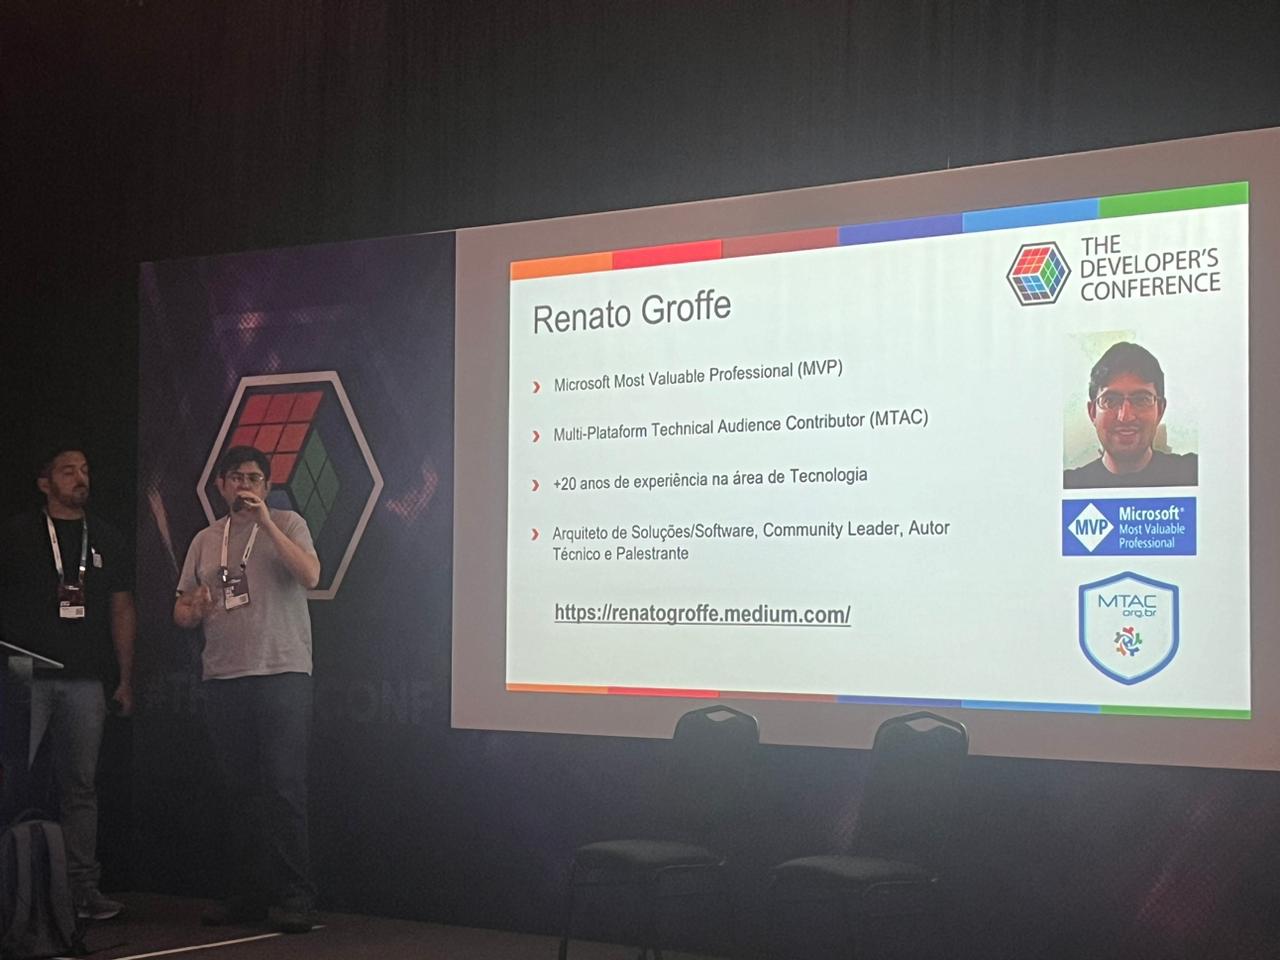 THE
DEVELOPER'S
CONFERENCE
Renato Groffe
Microsoft Most Valuable Professional (MVP)
Multi-Plataform Technical Audience Contributor (MTAC)
+20 anos de experiência na área de Tecnologia
Arquiteto de Soluções/Software, Community Leader, Autor
Técnico e Palestrante
https://renatogroffe.medium.com/
MVP
Microsoft®
Most Valuable
Professional
MTAC
org.br